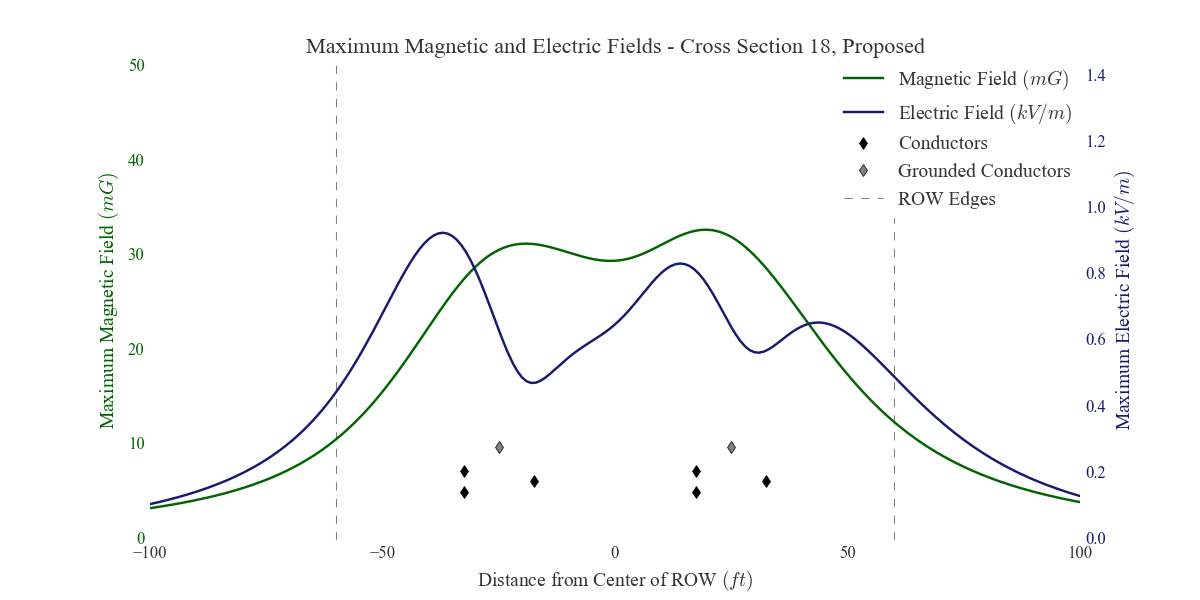 Maximum Magnetic and Electric Fields - Cross Section 18, Proposed
Magnetic Field (mG)
Electric Field (kV/m)
Conductors
Grounded Conductors
ROW Edges
Maximum Magnetic Field (mG)
50
40
30
20
10
0
Maximum Electric Field (kV/m)
1.4
1.2
1.0
0.8
0.6
0.4
0.2
0.0
−100
−50
0
50
100
Distance from Center of ROW (ft)